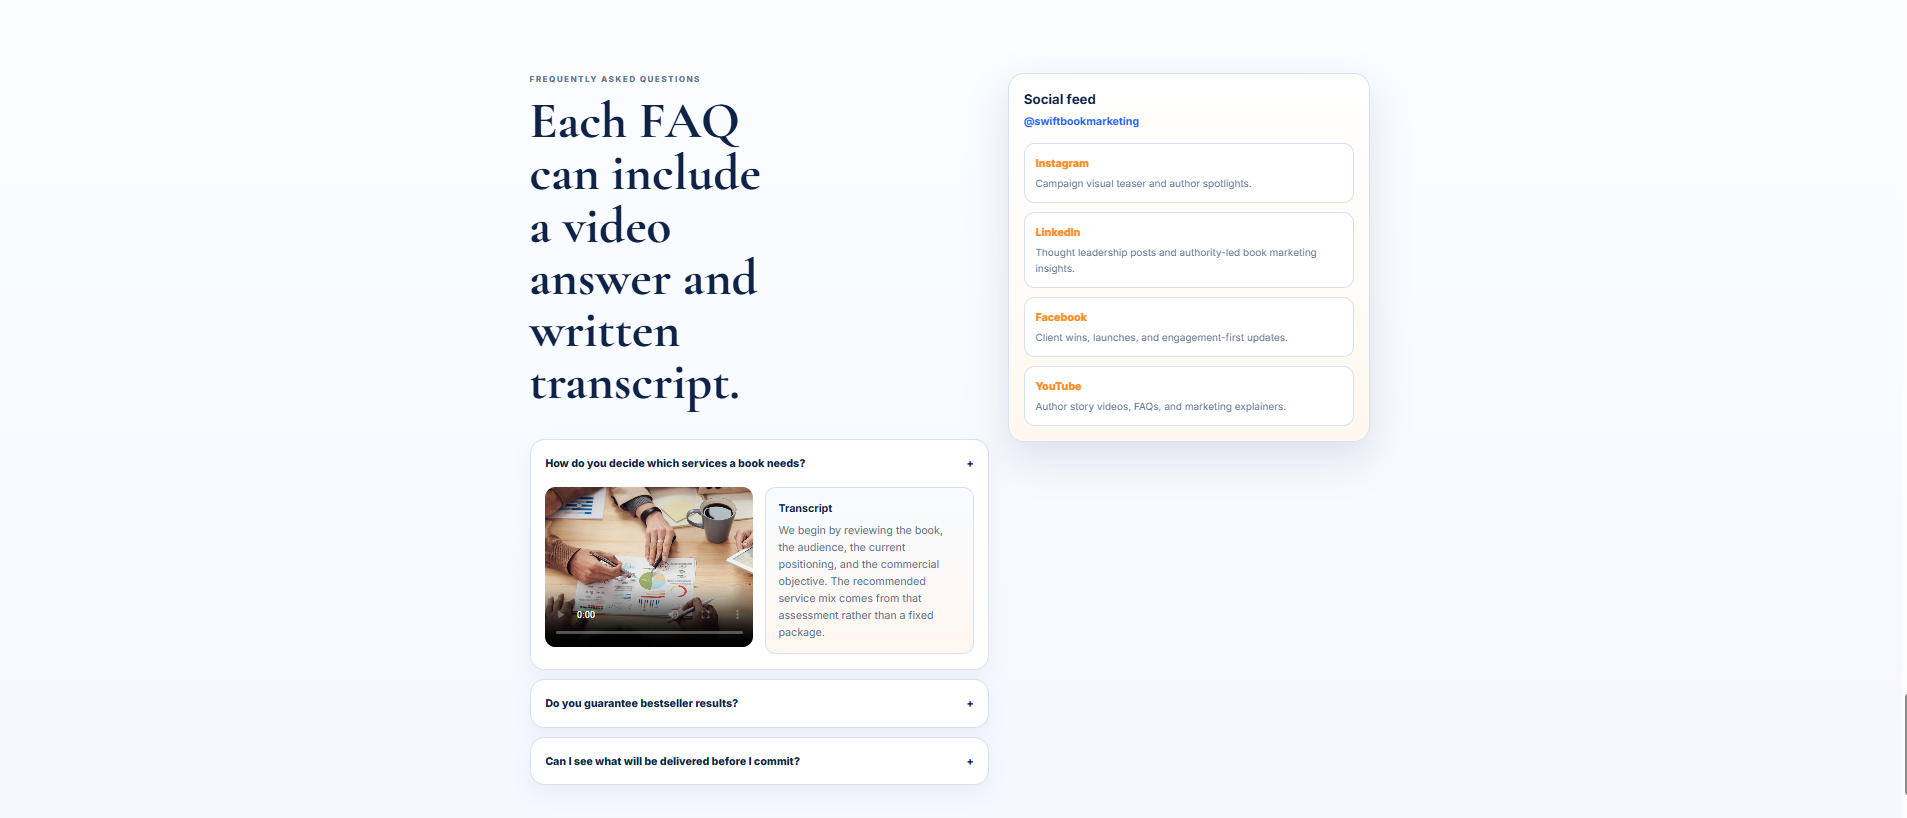 FREQUENTLY ASKED QUESTIONS
Each FAQ
can include
a video
answer and
written
transcript.
How do you decide which services a book needs?
+
0:00
Transcript
We begin by reviewing the book,
the audience, the current
positioning, and the commercial
objective. The recommended
service mix comes from that
assessment rather than a fixed
package.
Do you guarantee bestseller results?
+
Can I see what will be delivered before I commit?
+
Social feed
@swiftbookmarketing
Instagram
Campaign visual teaser and author spotlights.
LinkedIn
Thought leadership posts and authority-led book marketing
insights.
Facebook
Client wins, launches, and engagement-first updates.
YouTube
Author story videos, FAQs, and marketing explainers.